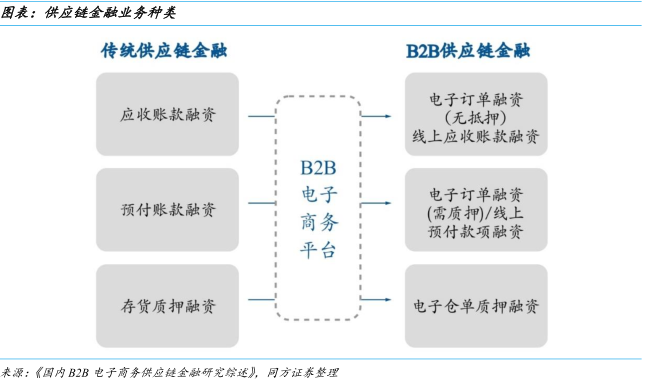 图表：供应链金融业务种类
传统供应链金融
B2B供应链金融
应收账款融资
电子订单融资
(无抵押)
线上应收账款融资
B2B
电子
商务
平台
预付账款融资
电子订单融资
(需质押)/线上
预付款项融资
存货质押融资
电子仓单质押融资
来源：《国内B2B 电子商务供应链金融研究综述》，同方证券整理